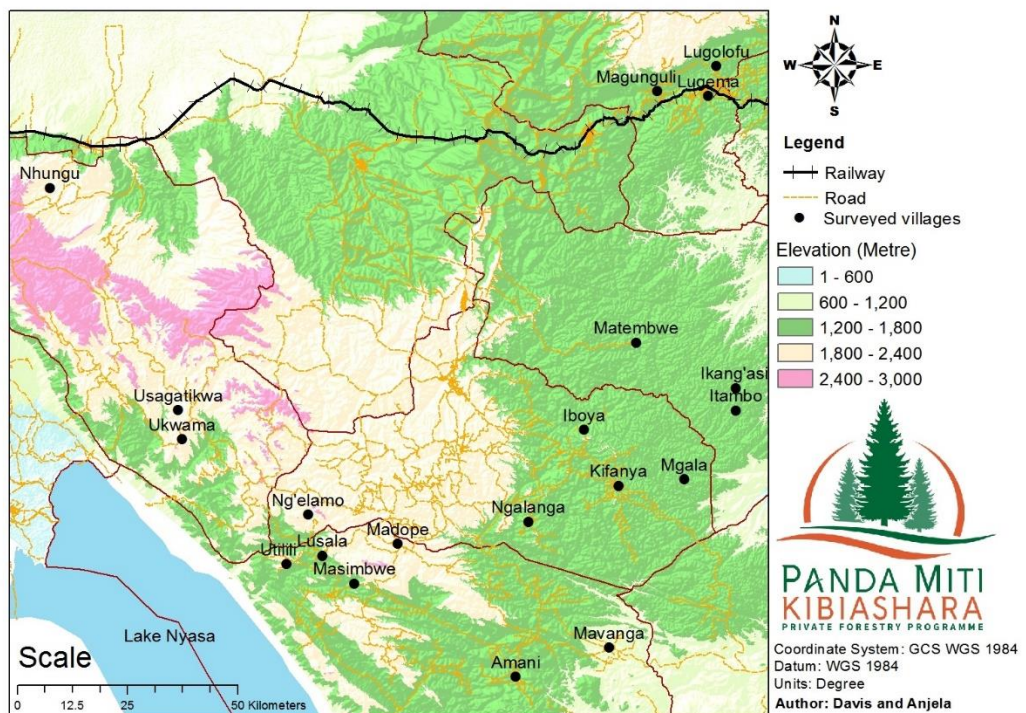 Lugolofu
Magunguli
Lugema
Nhungu
Matembwe
Ikang'asi
Itambo
Usagatikwa
Ukwama
Iboya
Kifanya
Mgala
Ngalanga
Ng'elamo
Madope
Lusala
Utilili
Masimbwe
Lake Nyasa
Mavanga
Amani
Scale
0 12.5 25 50 Kilometers
N
W E
S
Legend
Railway
Road
Surveyed villages
Elevation (Metre)
1 - 600
600 - 1,200
1,200 - 1,800
1,800 - 2,400
2,400 - 3,000
PANDA MITI
KIBIASHARA
PRIVATE FORESTRY PROGRAMME
Coordinate System: GCS WGS 1984
Datum: WGS 1984
Units: Degree
Author: Davis and Anjela